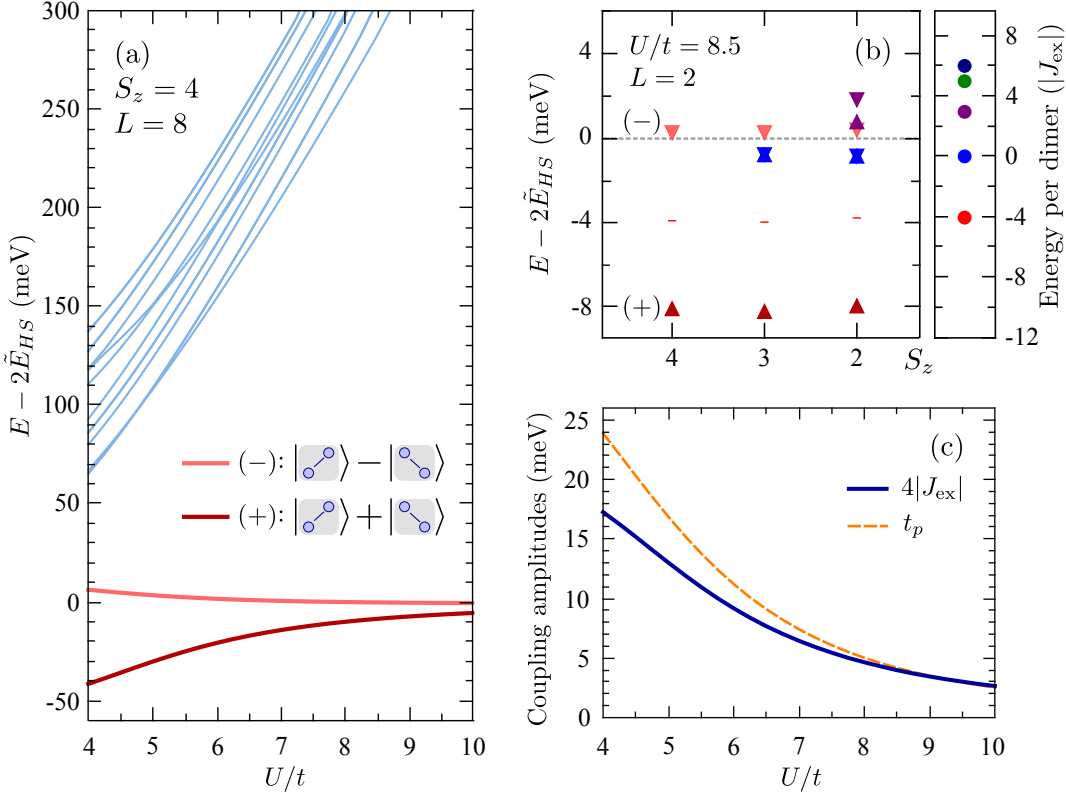 300
250
200
150
100
50
0
-50
E − 2Ẽ_HS (meV)
(a)
S_z = 4
L = 8
(−): | ⟩ − | ⟩
(+): | ⟩ + | ⟩
4 5 6 7 8 9 10
U/t
4
0
-4
-8
E − 2Ẽ_HS (meV)
U/t = 8.5
L = 2
(b)
(−)
(+)
4 3 2 S_z
8
4
0
-4
-8
-12
Energy per dimer (|J_ex|)
25
20
15
10
5
0
Coupling amplitudes (meV)
(c)
4|J_ex|
t_p
4 5 6 7 8 9 10
U/t